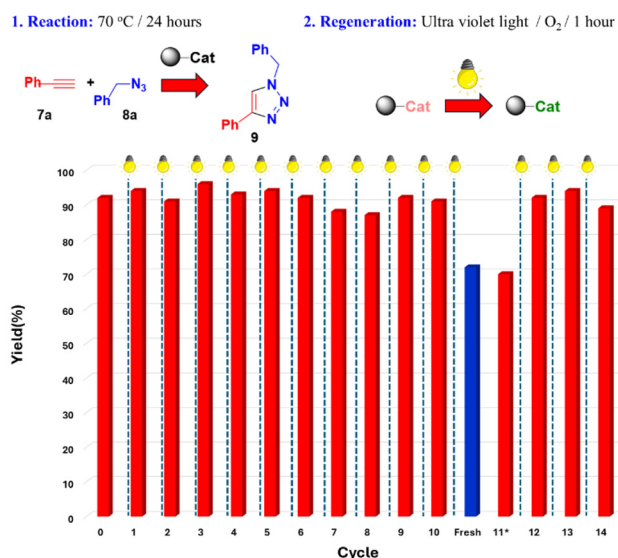 1. Reaction: 70 °C / 24 hours
2. Regeneration: Ultra violet light / O2 / 1 hour
Cat
Ph
+
N3
Ph
7a
8a
Ph
N
N
N
Ph
9
Cat
Cat
Yield(%)
100
90
80
70
60
50
40
30
20
10
0
0 1 2 3 4 5 6 7 8 9 10 Fresh 11* 12 13 14
Cycle